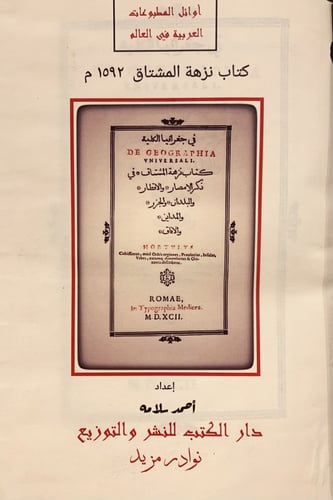 أوائل المطبوعات
العربية في العالم
كتاب نزهة المشتاق ١٥٩٢ م
في جغرافيا الكلية
DE GEOGRAPHIA
VNIVERSALI.
كتاب نزهة المشتاق في
ذكر الامصار والاقطار
والبلدان والجزر
والمداين
والافاق
HORTVLVS
ROMAE,
In Typographia Medicea.
M.D.XCII.
إعداد
أحمد سلامه
دار الكتب للنشر والتوزيع
نوادر مزيد